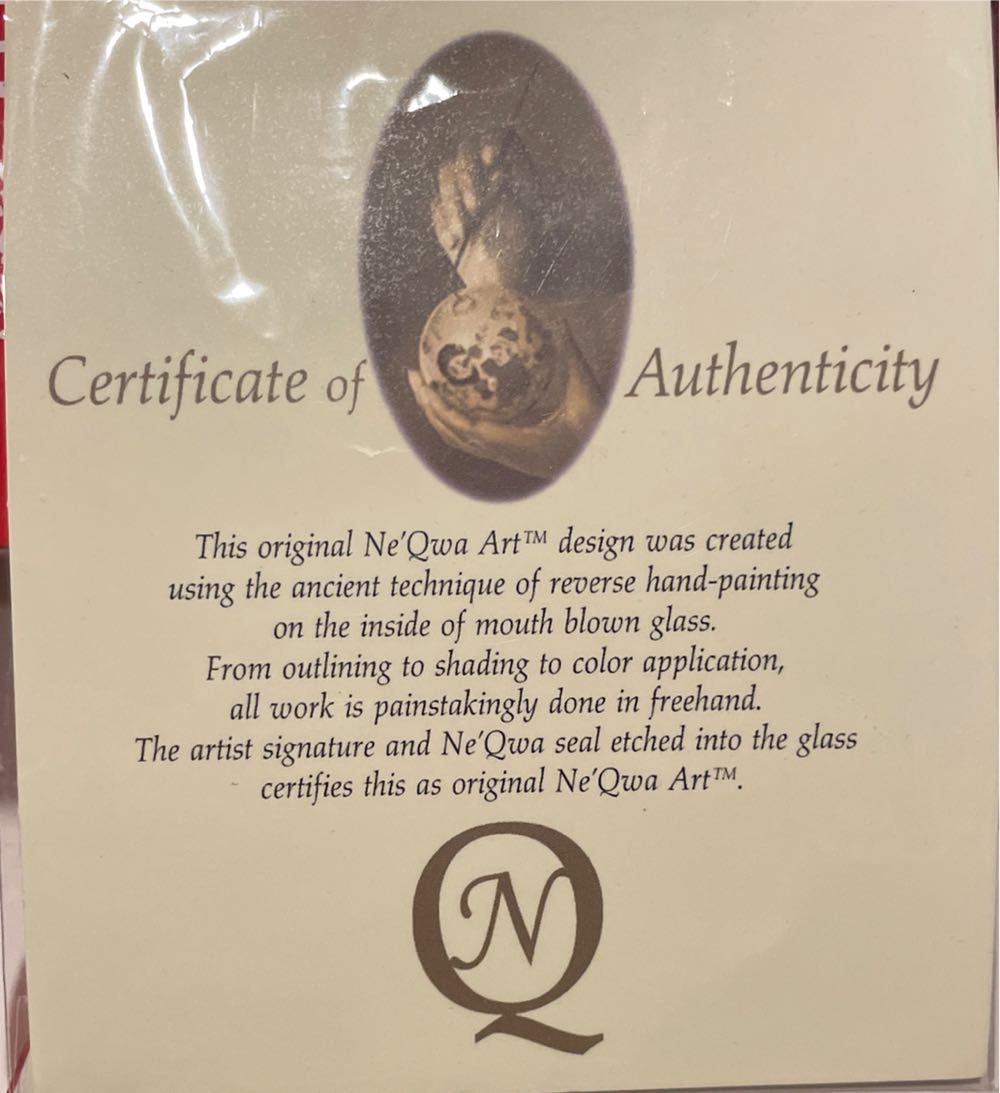 Certificate of Authenticity
This original Ne'Qwa Art™ design was created
using the ancient technique of reverse hand-painting
on the inside of mouth blown glass.
From outlining to shading to color application,
all work is painstakingly done in freehand.
The artist signature and Ne'Qwa seal etched into the glass
certifies this as original Ne'Qwa Art™.
NQ